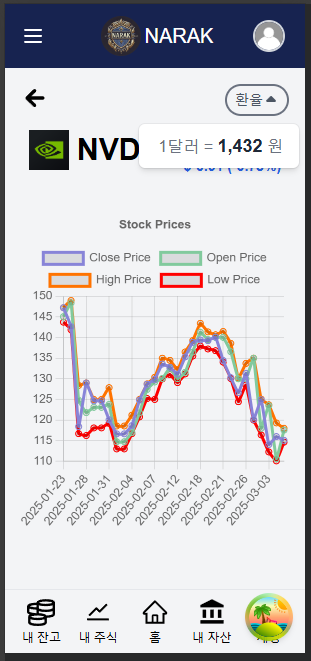 NARAK
NARAK
환율
1달러 = 1,432 원
NVD
Stock Prices
Close Price
Open Price
High Price
Low Price
150
145
140
135
130
125
120
115
110
2025-01-23
2025-01-28
2025-01-31
2025-02-04
2025-02-07
2025-02-12
2025-02-18
2025-02-21
2025-02-26
2025-03-03
내 잔고
내 주식
홈
내 자산